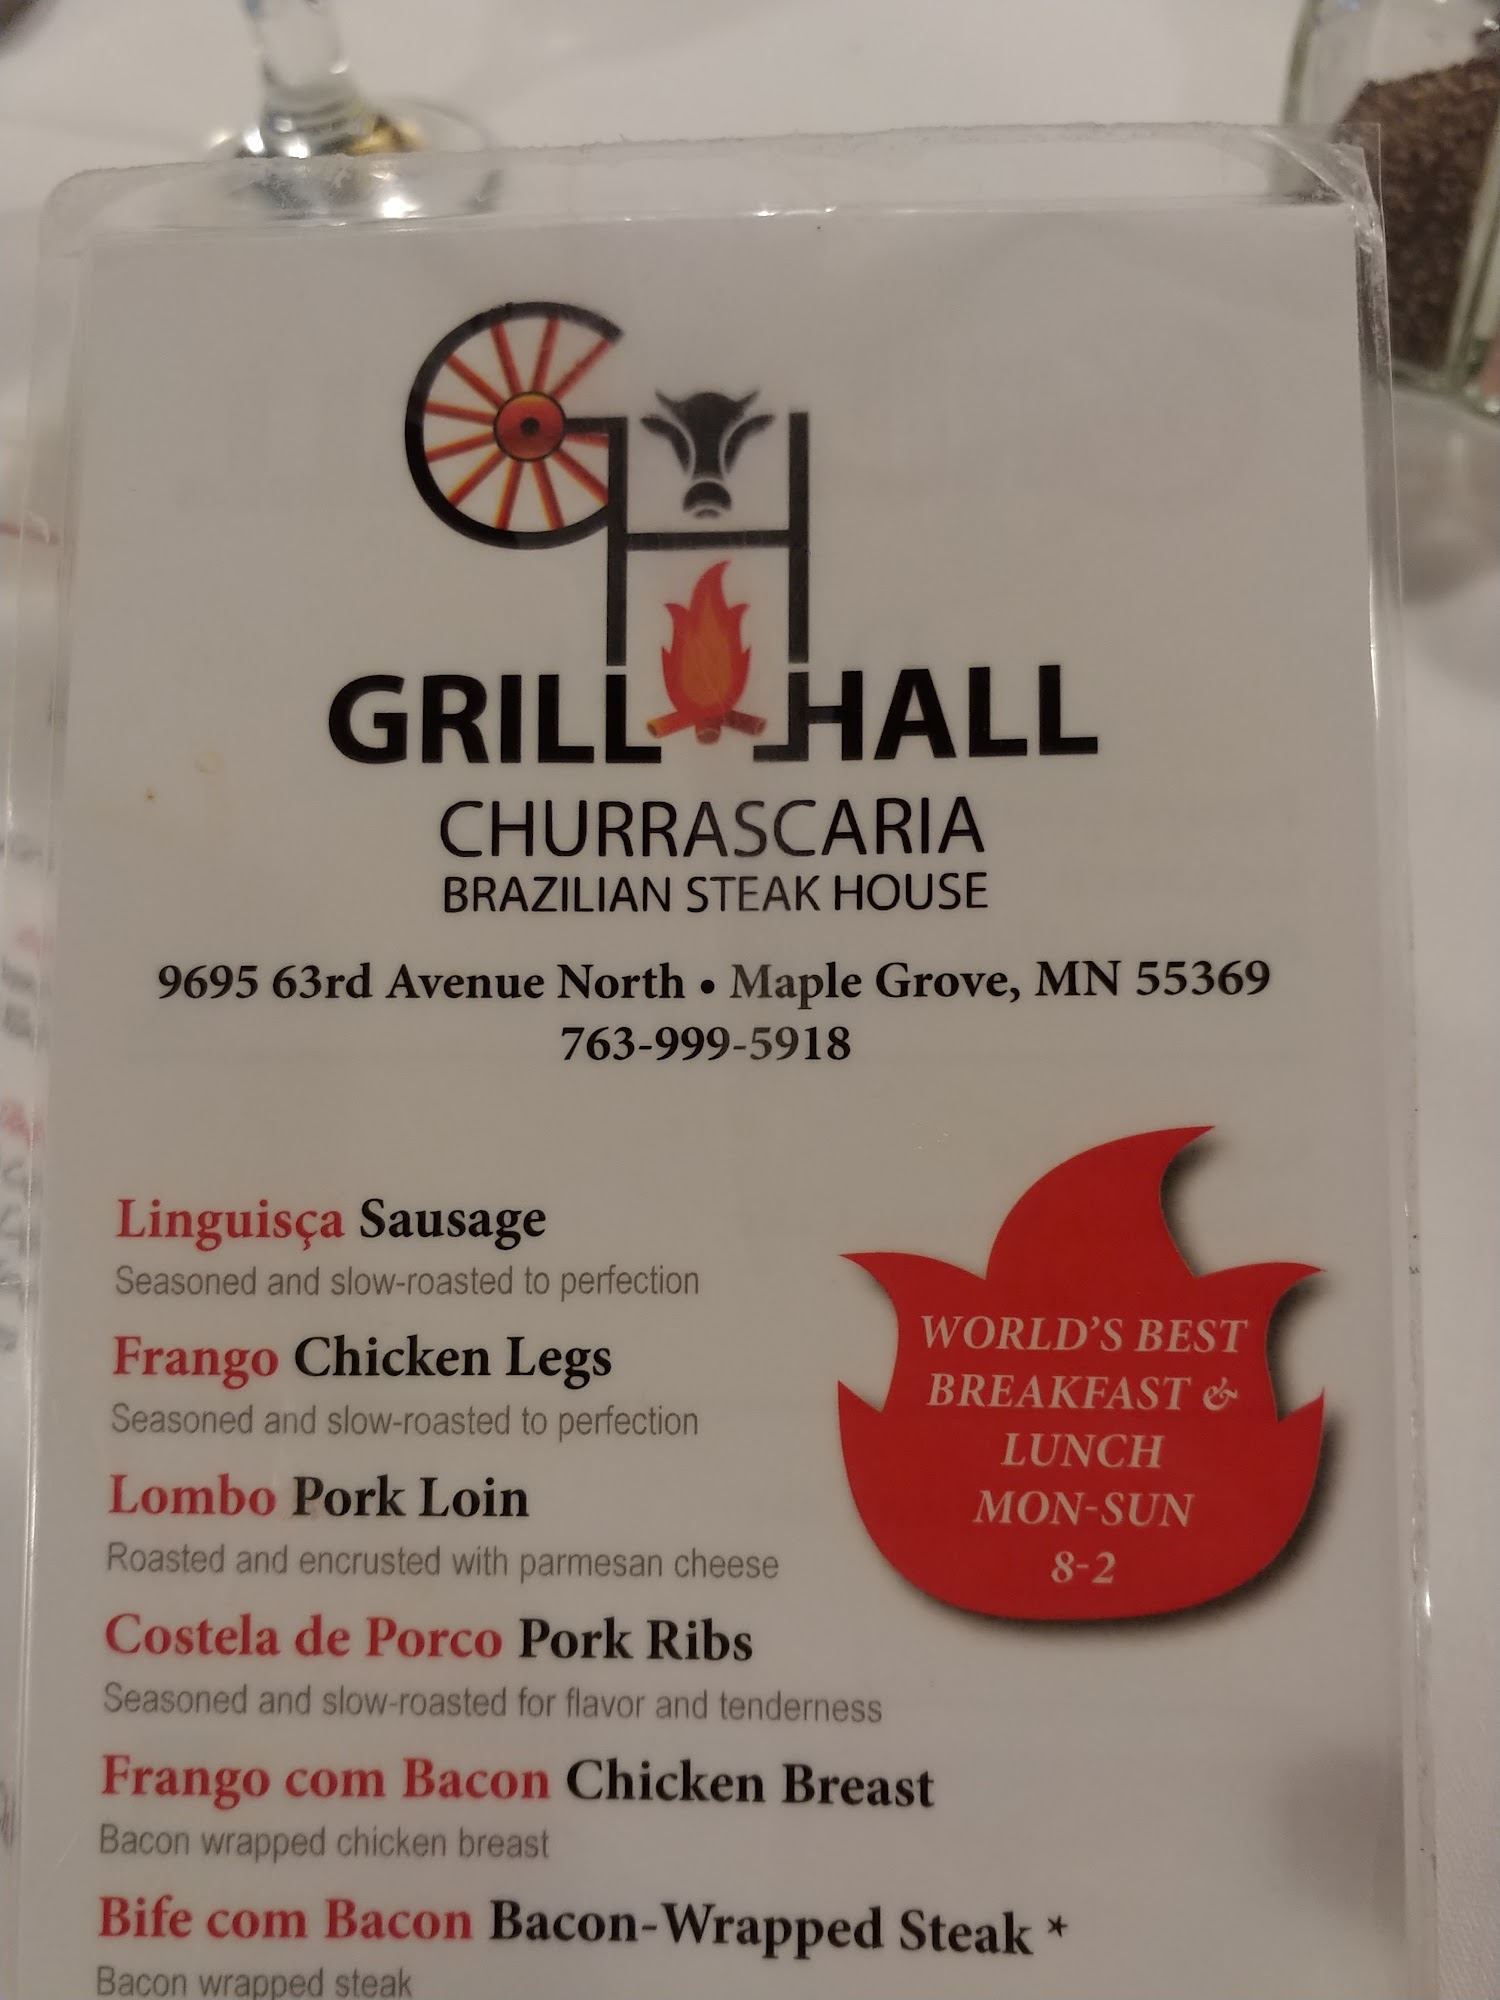 GRILL HALL
CHURRASCARIA
BRAZILIAN STEAK HOUSE
9695 63rd Avenue North • Maple Grove, MN 55369
763-999-5918
Linguisça Sausage
Seasoned and slow-roasted to perfection
Frango Chicken Legs
Seasoned and slow-roasted to perfection
Lombo Pork Loin
Roasted and encrusted with parmesan cheese
Costela de Porco Pork Ribs
Seasoned and slow-roasted for flavor and tenderness
Frango com Bacon Chicken Breast
Bacon wrapped chicken breast
Bife com Bacon Bacon-Wrapped Steak *
Bacon wrapped steak
WORLD'S BEST
BREAKFAST &
LUNCH
MON-SUN
8-2